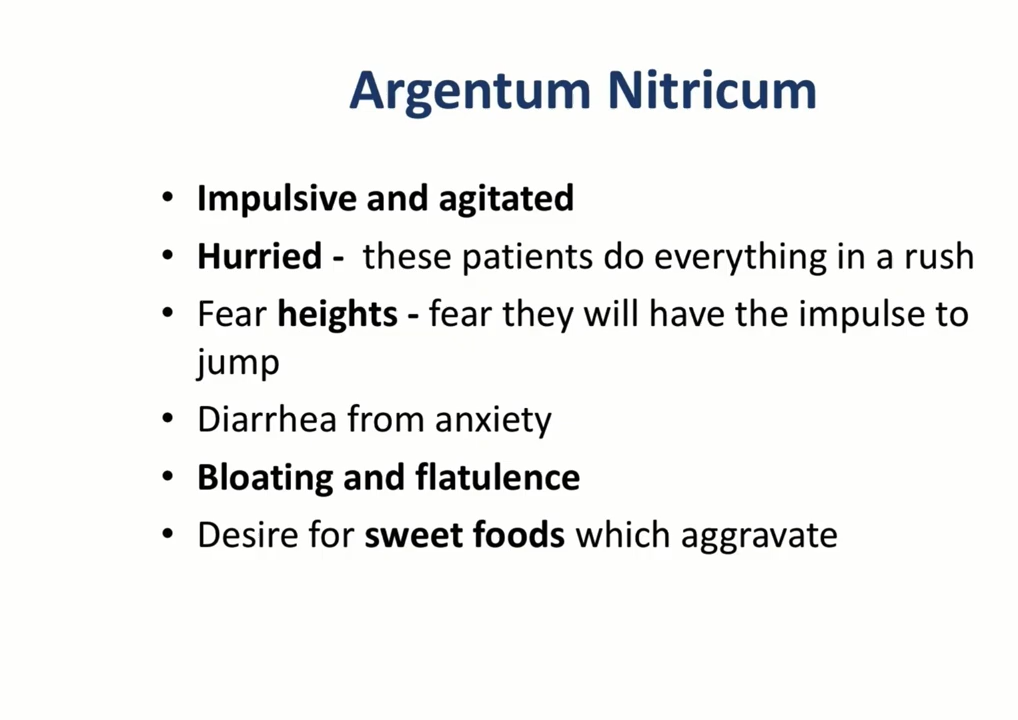 Argentum Nitricum
• Impulsive and agitated
• Hurried - these patients do everything in a rush
• Fear heights - fear they will have the impulse to
jump
• Diarrhea from anxiety
• Bloating and flatulence
• Desire for sweet foods which aggravate